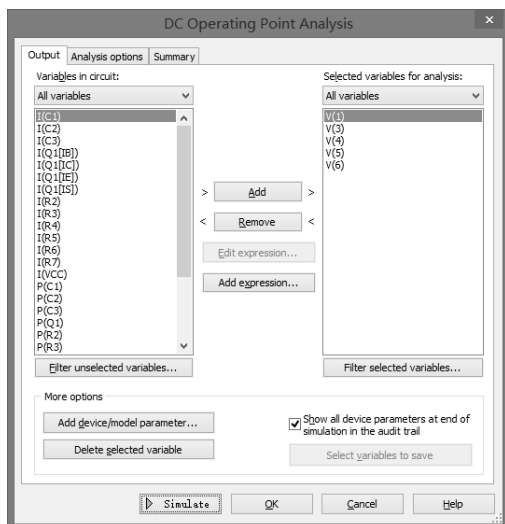 DC Operating Point Analysis
×
Output Analysis options Summary
Variables in circuit:
All variables
I(C1)
I(C2)
I(C3)
I(Q1[IB])
I(Q1[IC])
I(Q1[IE])
I(Q1[IS])
I(R2)
I(R3)
I(R4)
I(R5)
I(R6)
I(R7)
I(VCC)
P(C1)
P(C2)
P(C3)
P(Q1)
P(R2)
P(R3)
Filter unselected variables...
> Add >
< Remove <
Edit expression...
Add expression...
Selected variables for analysis:
All variables
V(1)
V(3)
V(4)
V(5)
V(6)
Filter selected variables...
More options
Add device/model parameter...
Delete selected variable
Show all device parameters at end of
simulation in the audit trail
Select variables to save
Simulate OK Cancel Help